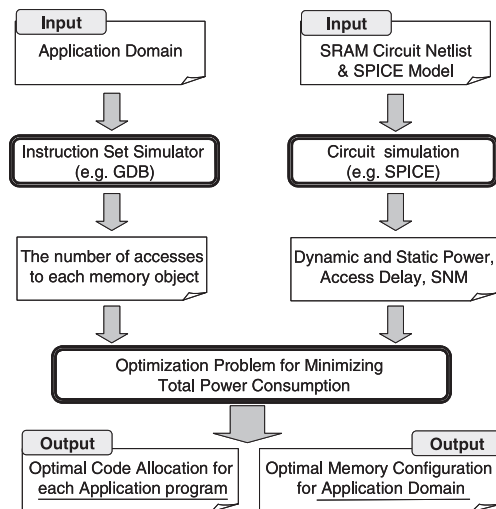 Input
Application Domain
Input
SRAM Circuit Netlist
& SPICE Model
Instruction Set Simulator
(e.g. GDB)
Circuit simulation
(e.g. SPICE)
The number of accesses
to each memory object
Dynamic and Static Power,
Access Delay, SNM
Optimization Problem for Minimizing
Total Power Consumption
Output
Optimal Code Allocation for
each Application program
Output
Optimal Memory Configuration
for Application Domain